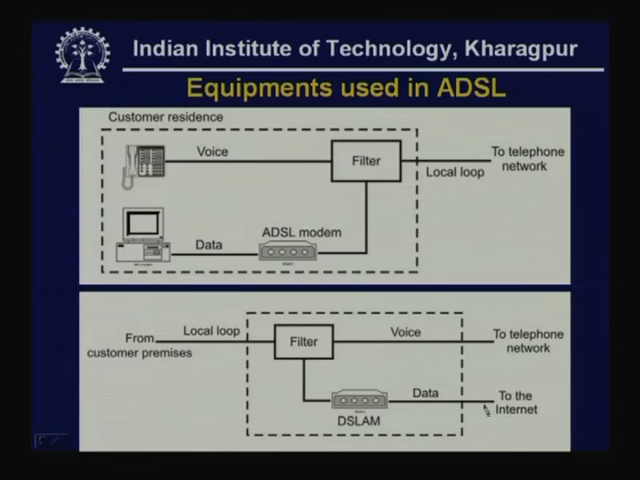 Indian Institute of Technology, Kharagpur
Equipments used in ADSL
Customer residence
Voice
Filter
To telephone
network
Local loop
ADSL modem
Data
From
customer premises
Local loop
Filter
Voice
To telephone
network
Data
To the
Internet
DSLAM